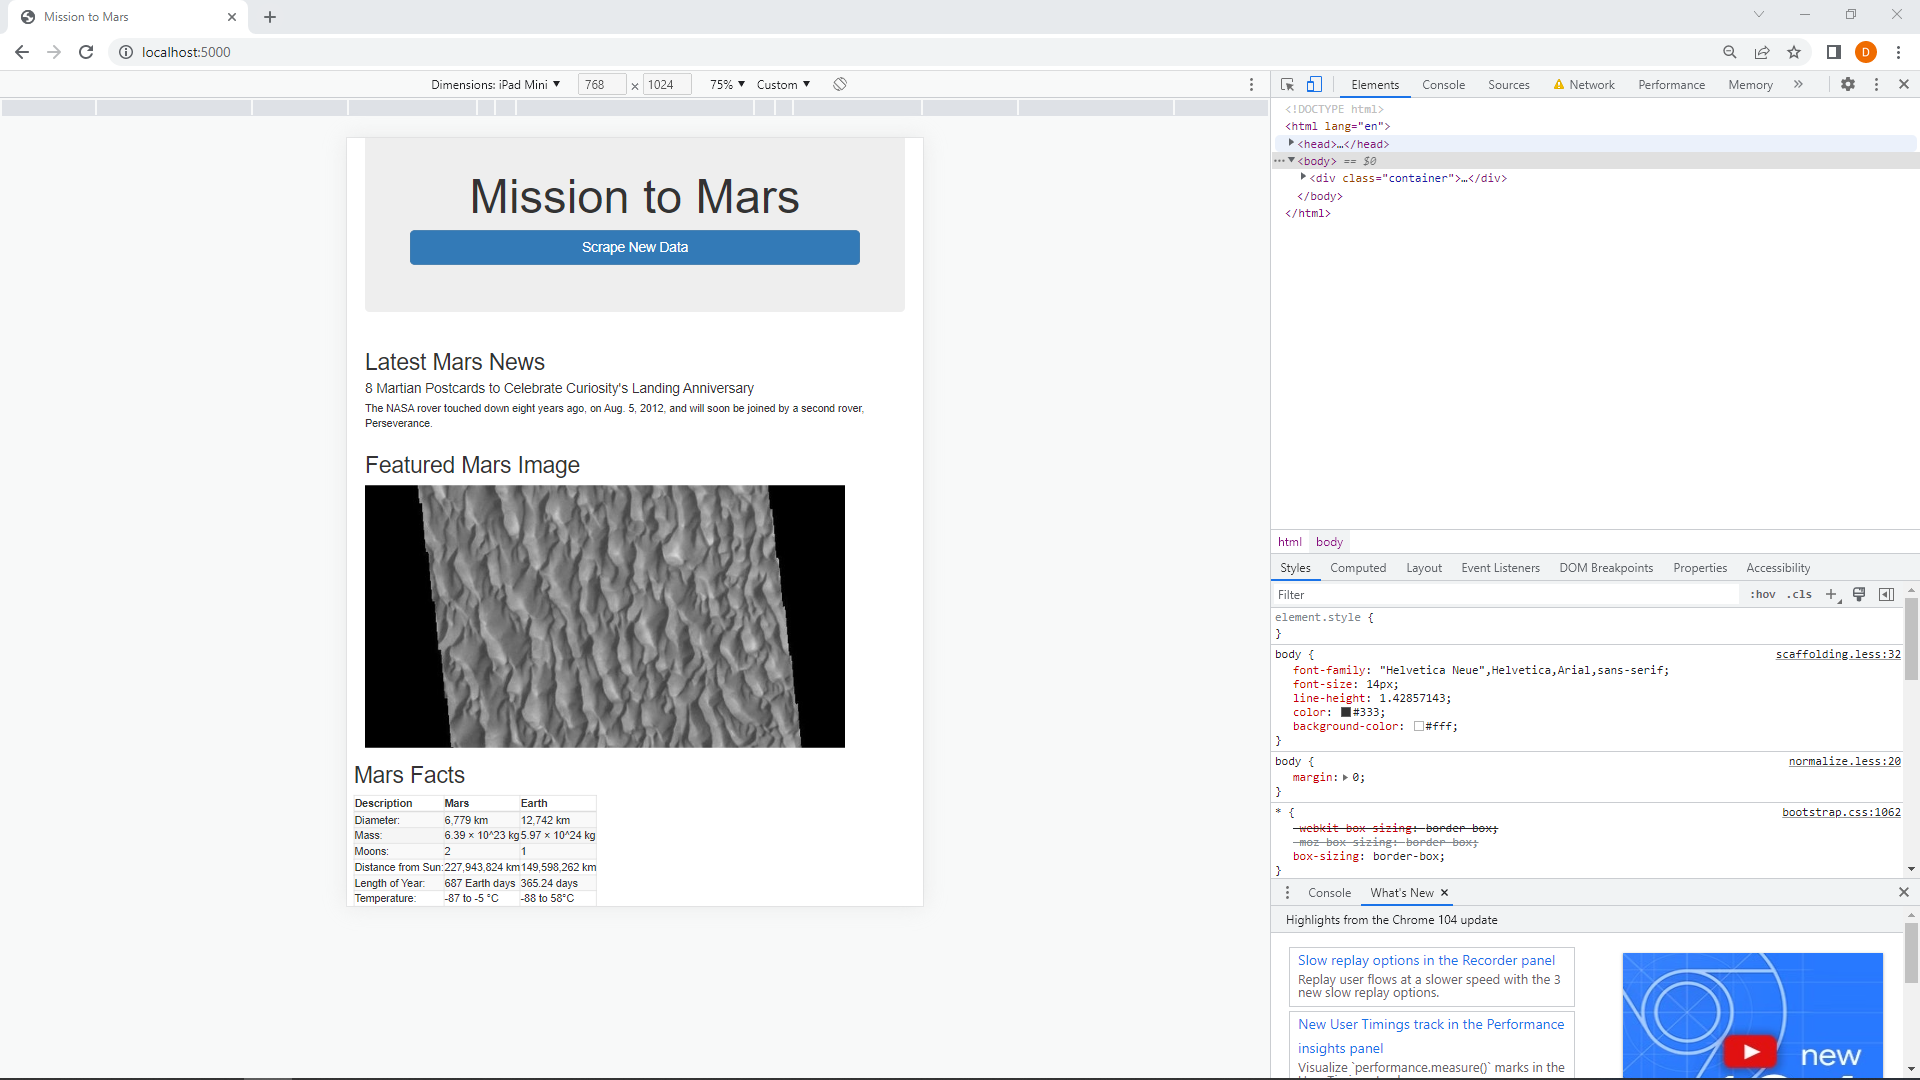 Mission to Mars
localhost:5000
D
Dimensions: iPad Mini 768 x 1024 75% Custom
Mission to Mars
Scrape New Data
Latest Mars News
8 Martian Postcards to Celebrate Curiosity's Landing Anniversary
The NASA rover touched down eight years ago, on Aug. 5, 2012, and will soon be joined by a second rover,
Perseverance.
Featured Mars Image
Mars Facts
Description Mars Earth
Diameter: 6,779 km 12,742 km
Mass: 6.39 × 10^23 kg 5.97 × 10^24 kg
Moons: 2 1
Distance from Sun: 227,943,824 km 149,598,262 km
Length of Year: 687 Earth days 365.24 days
Temperature: -87 to -5 °C -88 to 58°C
Elements Console Sources Network Performance Memory »
<!DOCTYPE html>
<html lang="en">
<head>…</head>
<body> == $0
<div class="container">…</div>
</body>
</html>
html body
Styles Computed Layout Event Listeners DOM Breakpoints Properties Accessibility
Filter :hov .cls +
element.style {
}
body { scaffolding.less:32
font-family: "Helvetica Neue",Helvetica,Arial,sans-serif;
font-size: 14px;
line-height: 1.42857143;
color: #333;
background-color: #fff;
}
body { normalize.less:20
margin: 0;
}
* { bootstrap.css:1062
-webkit-box-sizing: border-box;
-moz-box-sizing: border-box;
box-sizing: border-box;
}
Console What's New
Highlights from the Chrome 104 update
Slow replay options in the Recorder panel
Replay user flows at a slower speed with the 3
new slow replay options.
New User Timings track in the Performance
insights panel
Visualize `performance.measure()` marks in the
new